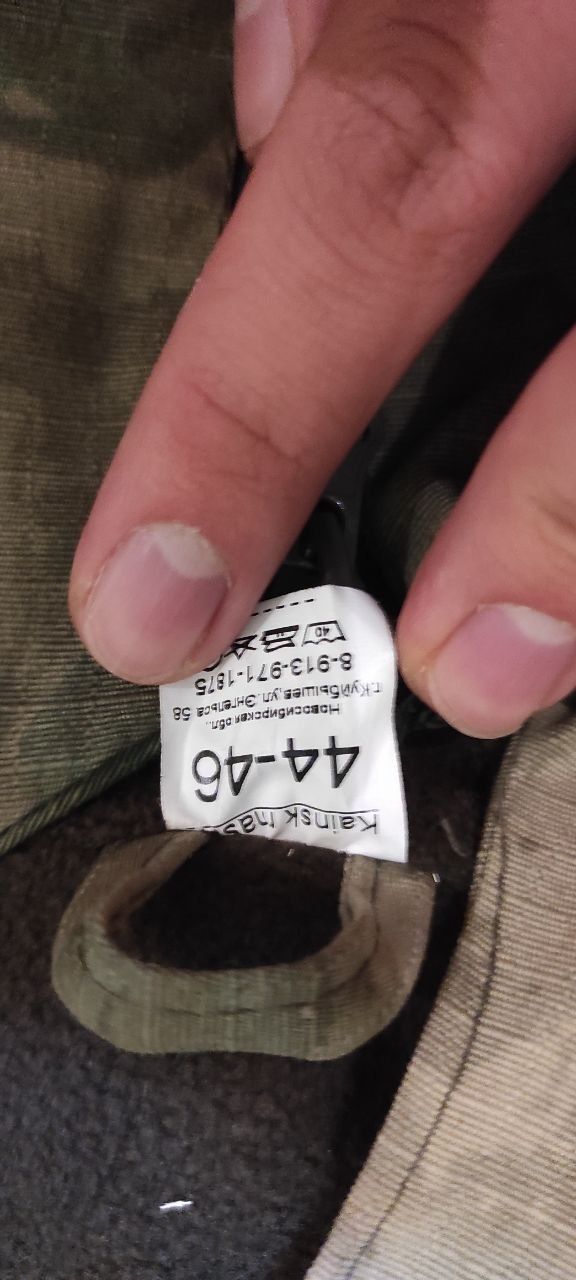 Kainsk
44-46
Новосибирская обл.,
г.Куйбышев,ул.Энгельса 58
8-913-971-1875
40